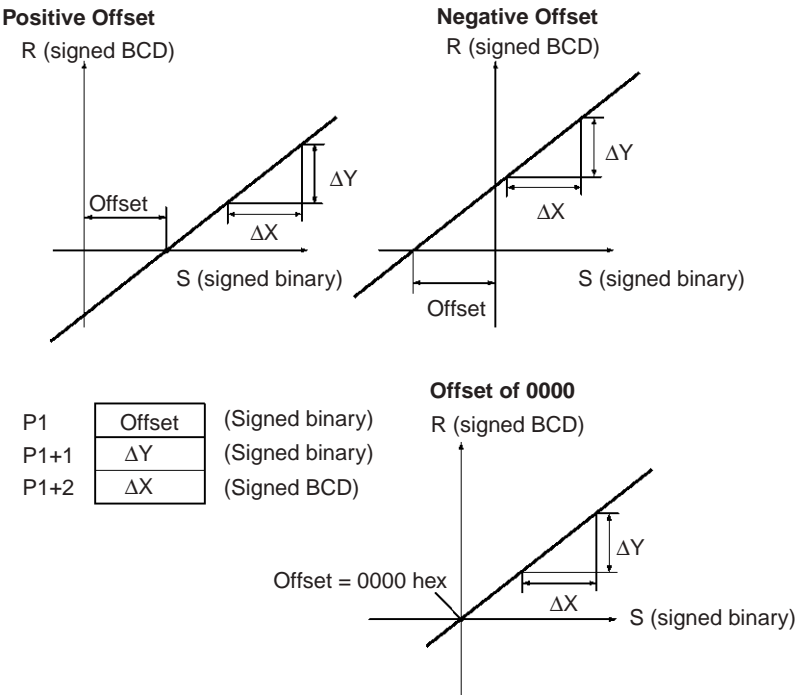 Positive Offset
R (signed BCD)
Offset
ΔY
ΔX
S (signed binary)
Negative Offset
R (signed BCD)
ΔY
ΔX
S (signed binary)
Offset
P1 Offset (Signed binary)
P1+1 ΔY (Signed binary)
P1+2 ΔX (Signed BCD)
Offset of 0000
R (signed BCD)
ΔY
Offset = 0000 hex
ΔX
S (signed binary)